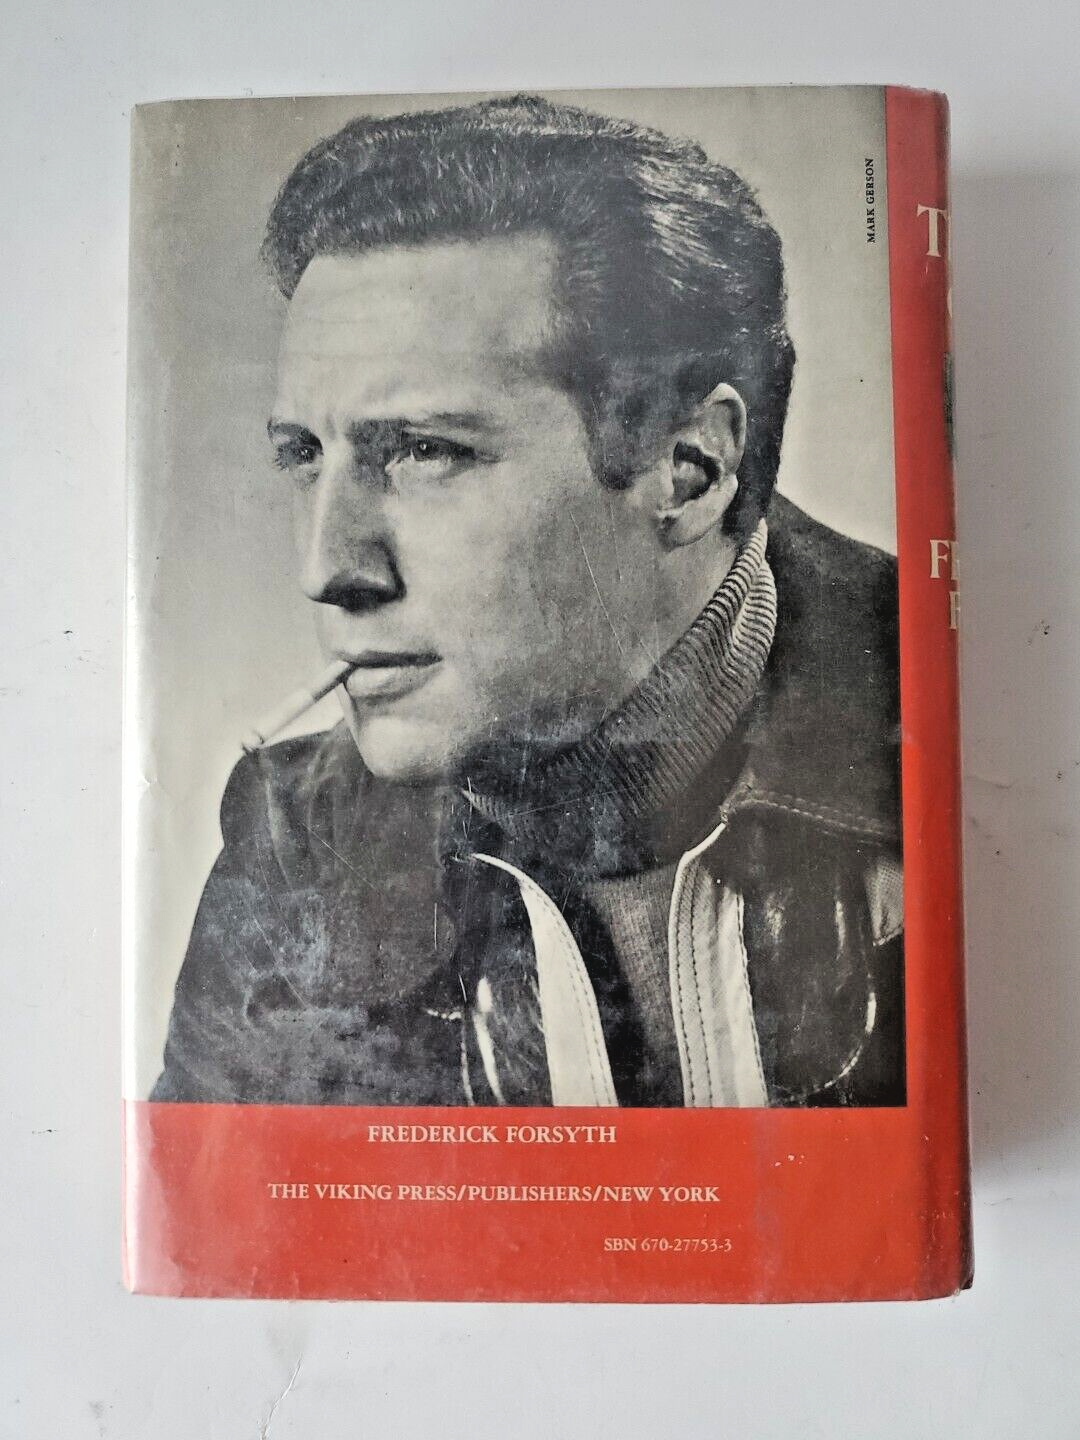 MARK GERSON
FREDERICK FORSYTH
THE VIKING PRESS/PUBLISHERS/NEW YORK
SBN 670-27753-3